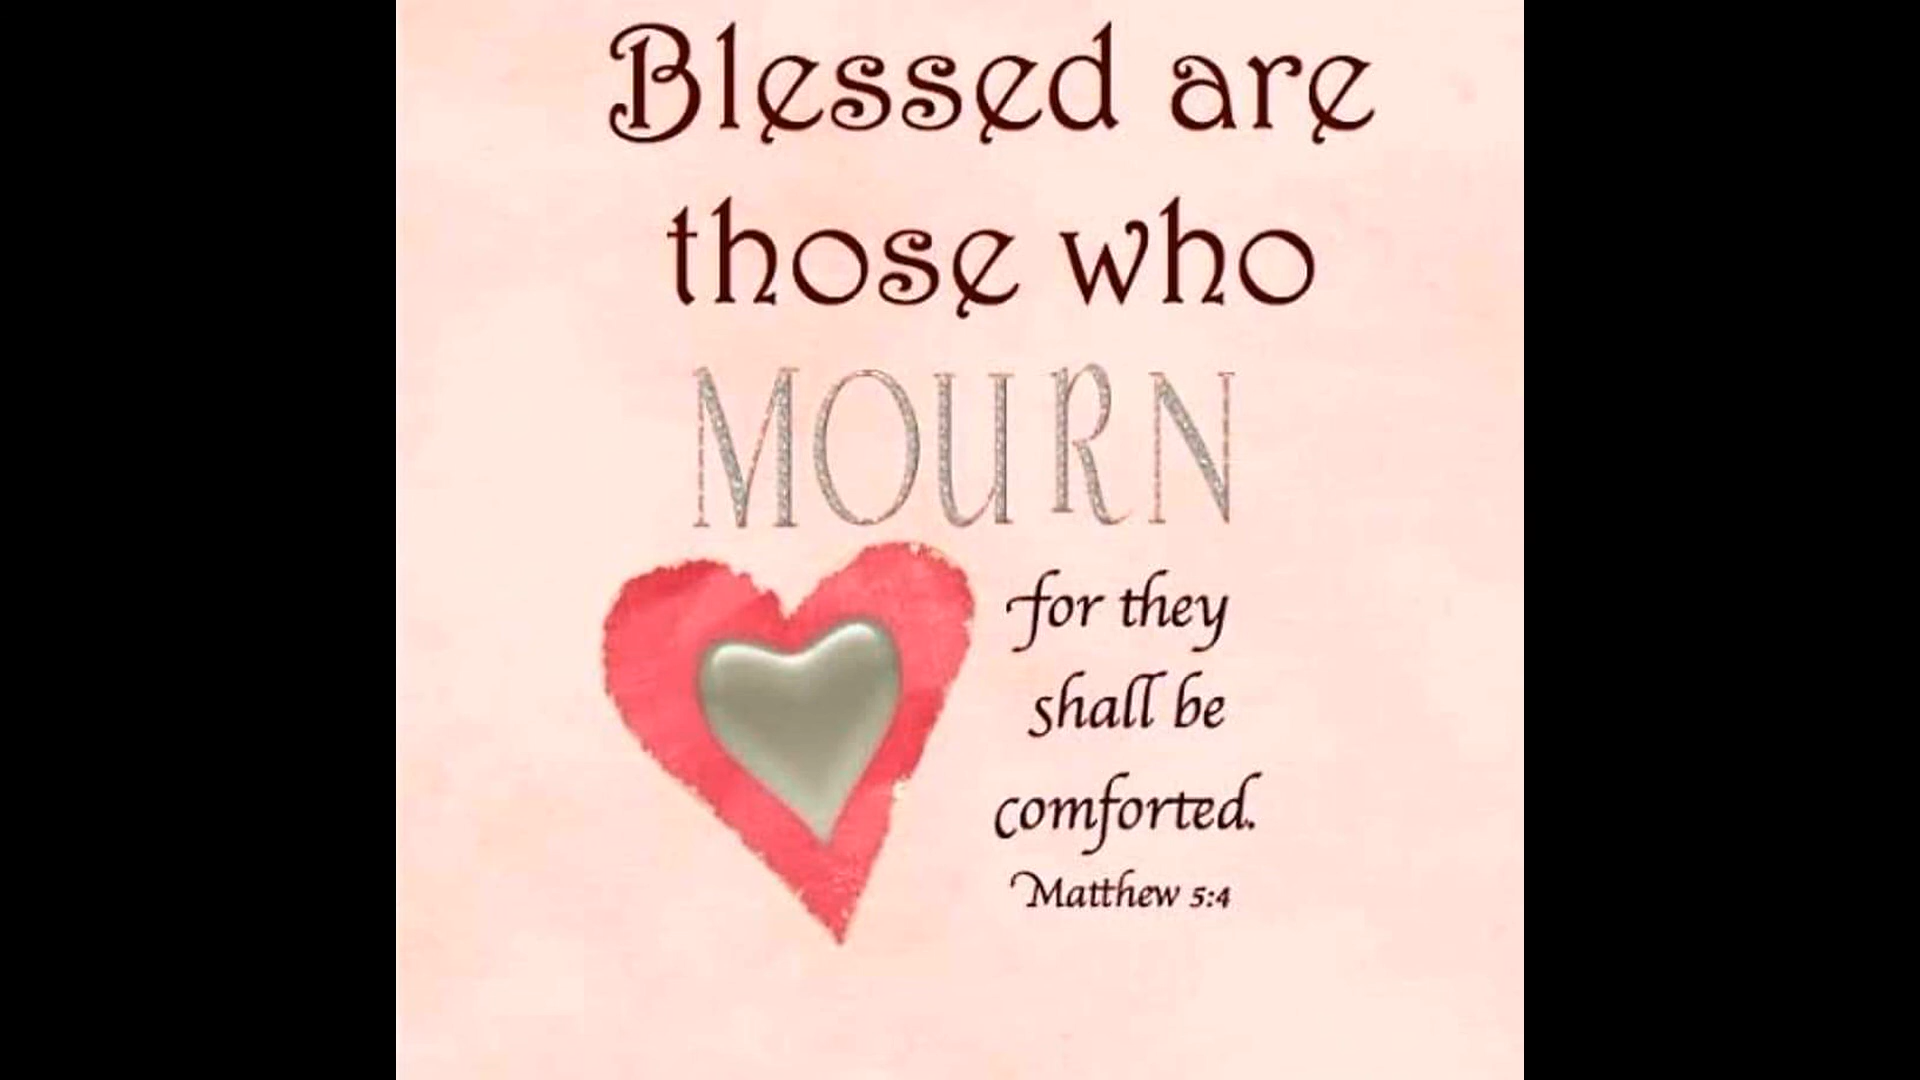 Blessed are
those who
MOURN
for they
shall be
comforted.
Matthew 5:4